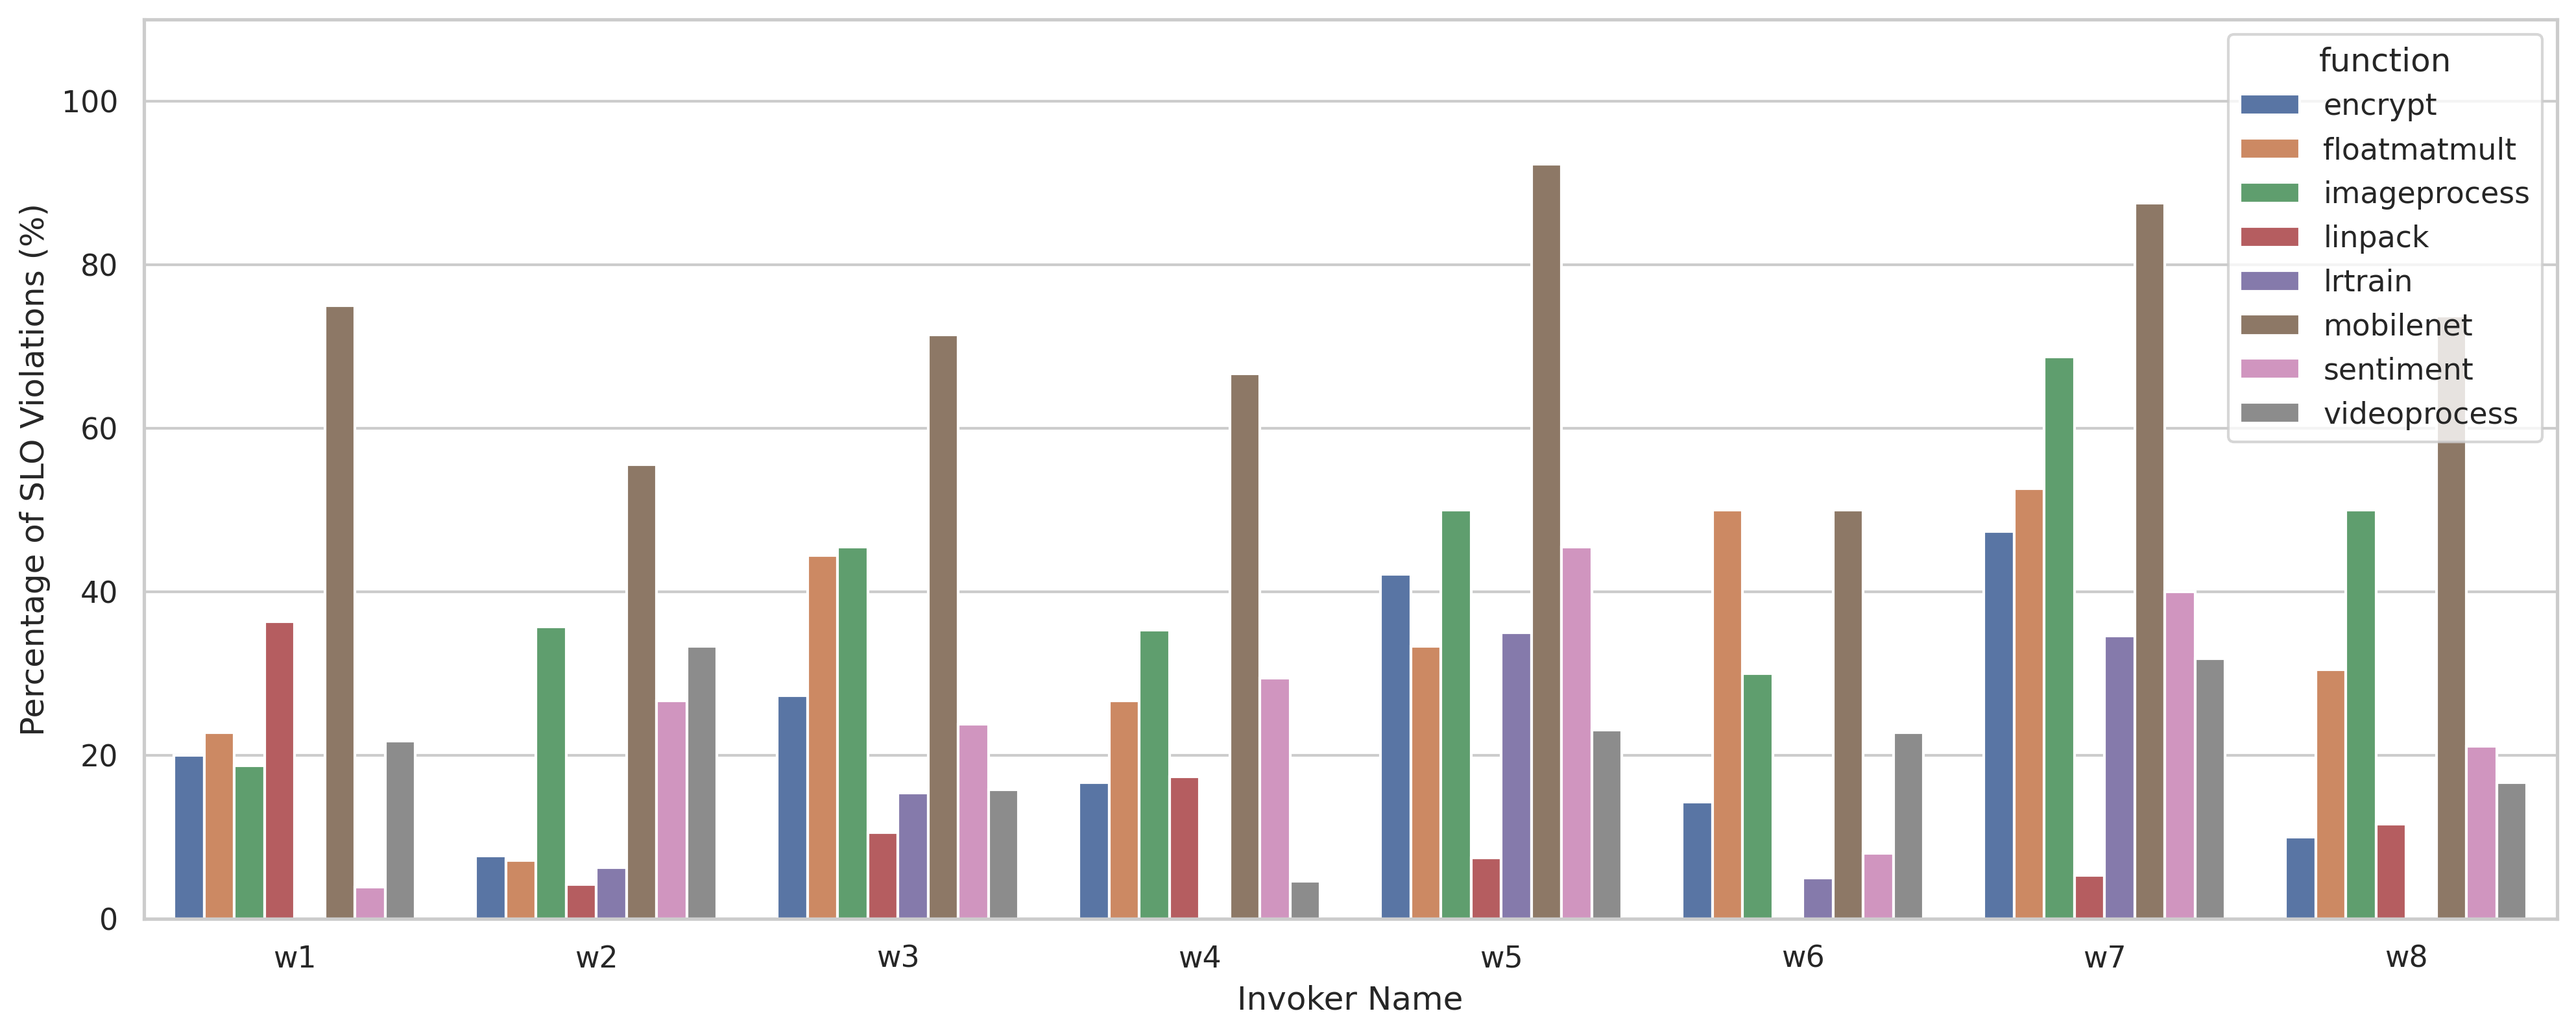 function
encrypt
floatmatmult
imageprocess
linpack
lrtrain
mobilenet
sentiment
videoprocess
Percentage of SLO Violations (%)
100
80
60
40
20
0
w1 w2 w3 w4 w5 w6 w7 w8
Invoker Name